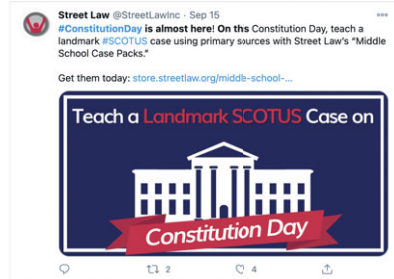 Street Law @StreetLawInc · Sep 15
#ConstitutionDay is almost here! On ths Constitution Day, teach a
landmark #SCOTUS case using primary sources with Street Law's "Middle
School Case Packs."
Get them today: store.streetlaw.org/middle-school-...
Teach a Landmark SCOTUS Case on
Constitution Day
2
4